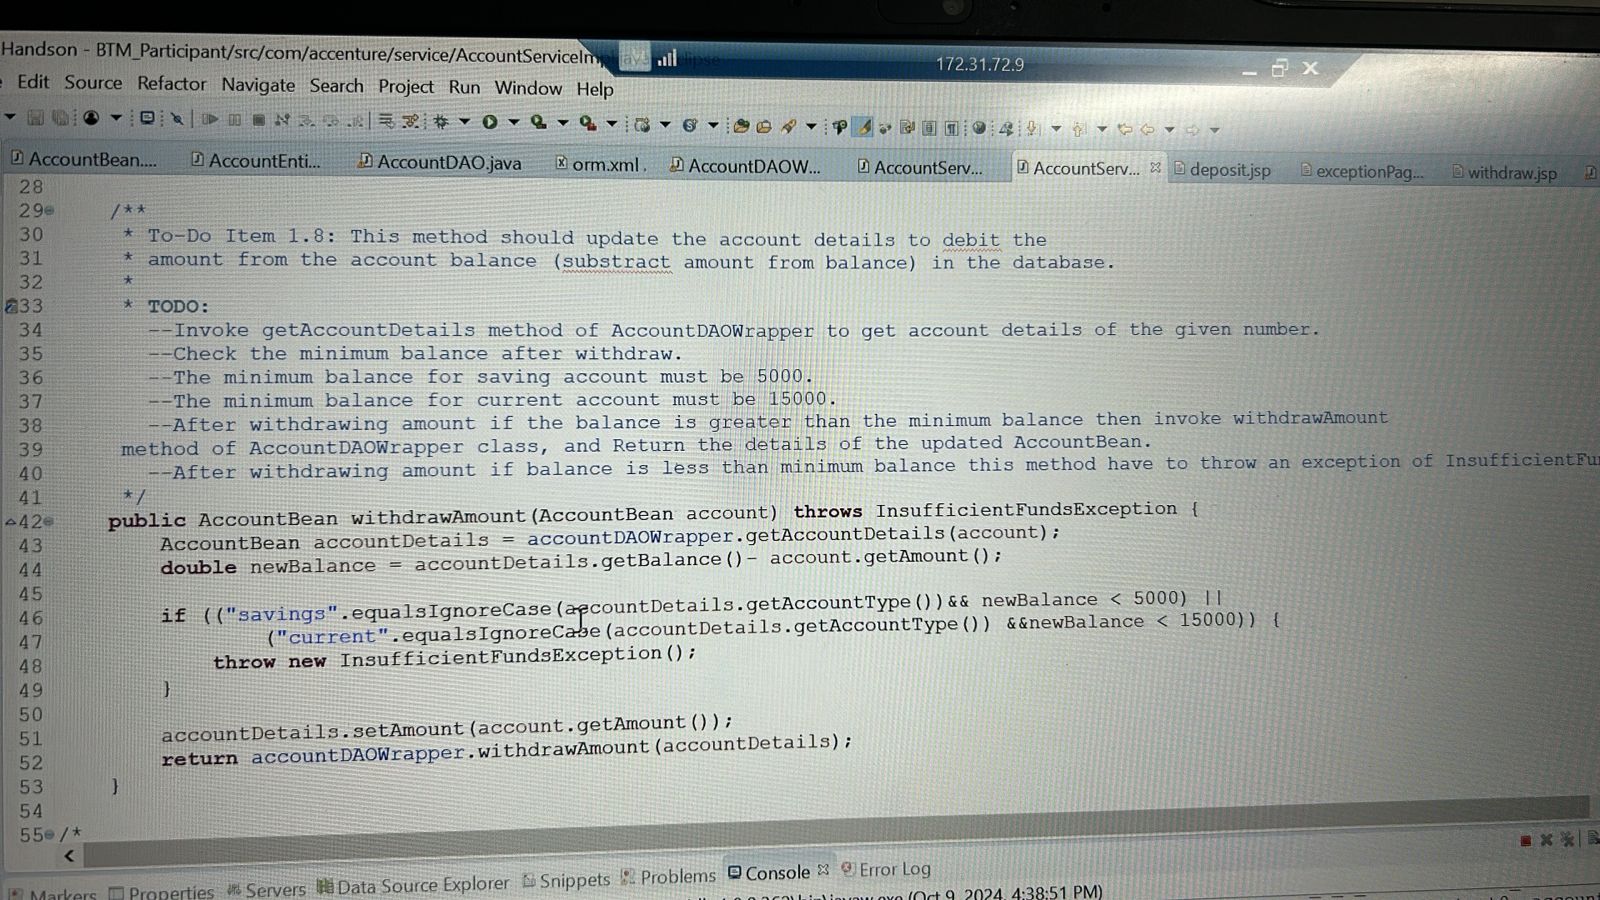 Handson - BTM_Participant/src/com/accenture/service/AccountServiceIm
172.31.72.9
Edit Source Refactor Navigate Search Project Run Window Help
AccountBean.... AccountEnti... AccountDAO.java orm.xml AccountDAOW... AccountServ... AccountServ... deposit.jsp exceptionPag... withdraw.jsp
28
29 /**
30 * To-Do Item 1.8: This method should update the account details to debit the
31 * amount from the account balance (substract amount from balance) in the database.
32 *
33 * TODO:
34 --Invoke getAccountDetails method of AccountDAOWrapper to get account details of the given number.
35 --Check the minimum balance after withdraw.
36 --The minimum balance for saving account must be 5000.
37 --The minimum balance for current account must be 15000.
38 --After withdrawing amount if the balance is greater than the minimum balance then invoke withdrawAmount
39 method of AccountDAOWrapper class, and Return the details of the updated AccountBean.
40 --After withdrawing amount if balance is less than minimum balance this method have to throw an exception of InsufficientFu
41 */
42 public AccountBean withdrawAmount(AccountBean account) throws InsufficientFundsException {
43 AccountBean accountDetails = accountDAOWrapper.getAccountDetails(account);
44 double newBalance = accountDetails.getBalance()- account.getAmount();
45
46 if (("savings".equalsIgnoreCase(accountDetails.getAccountType())&& newBalance < 5000) ||
47 ("current".equalsIgnoreCase(accountDetails.getAccountType()) &&newBalance < 15000)) {
48 throw new InsufficientFundsException();
49 }
50
51 accountDetails.setAmount(account.getAmount());
52 return accountDAOWrapper.withdrawAmount(accountDetails);
53 }
54
55 /*
Markers Properties Servers Data Source Explorer Snippets Problems Console Error Log
(Oct 9, 2024, 4:38:51 PM)